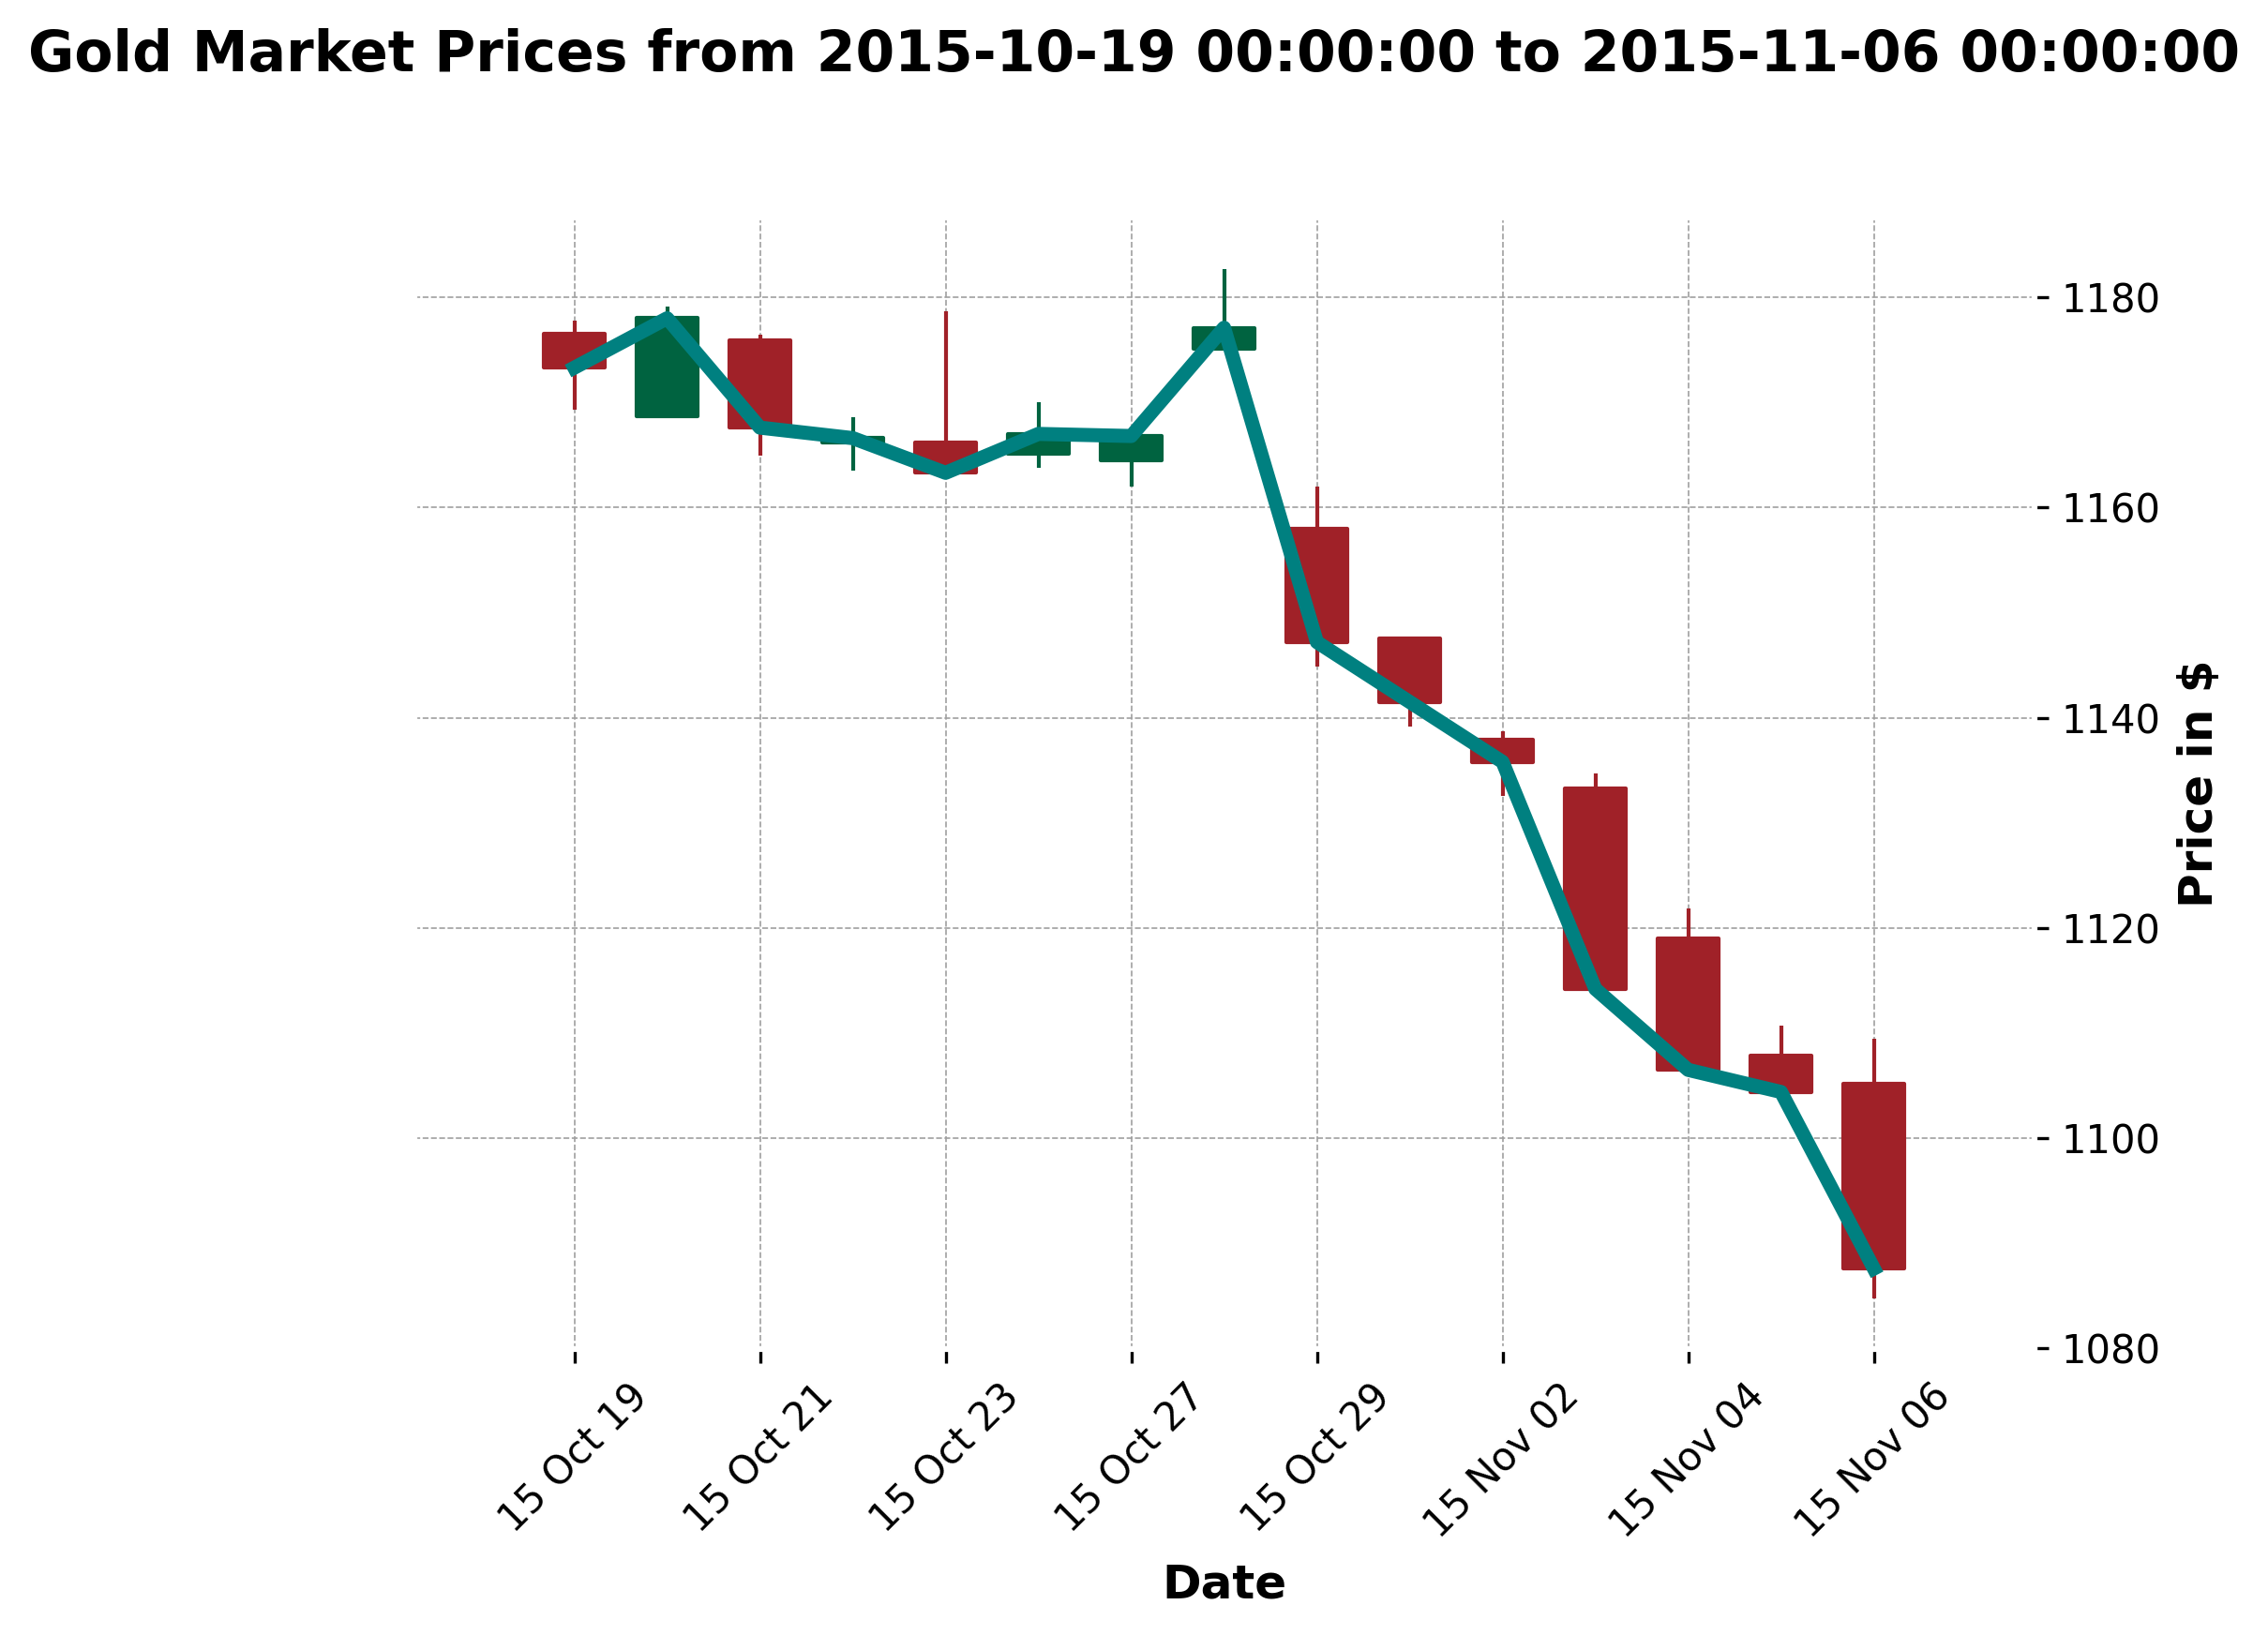 Gold Market Prices from 2015-10-19 00:00:00 to 2015-11-06 00:00:00
1180
1160
1140
1120
1100
1080
Price in $
15 Oct 19
15 Oct 21
15 Oct 23
15 Oct 27
15 Oct 29
15 Nov 02
15 Nov 04
15 Nov 06
Date